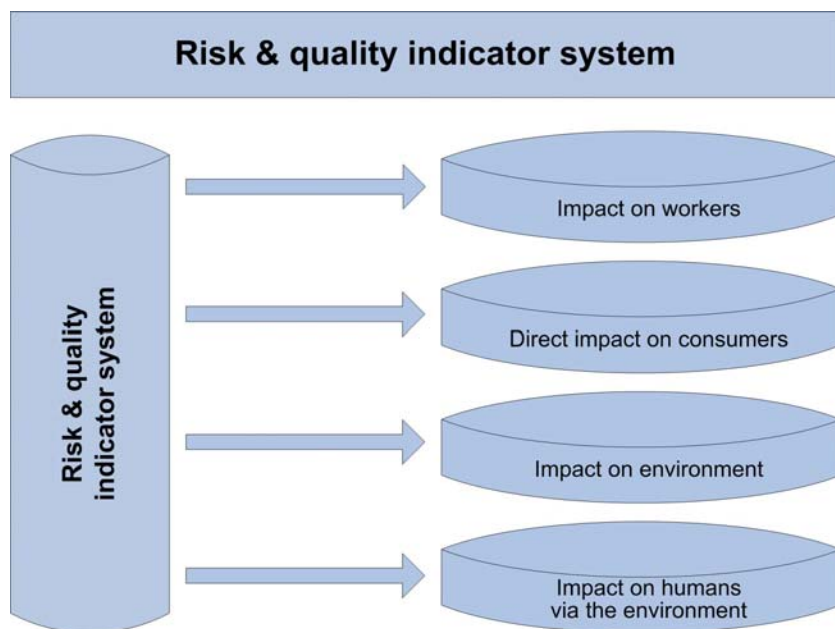 Risk & quality indicator system
Risk & quality
indicator system
Impact on workers
Direct impact on consumers
Impact on environment
Impact on humans
via the environment